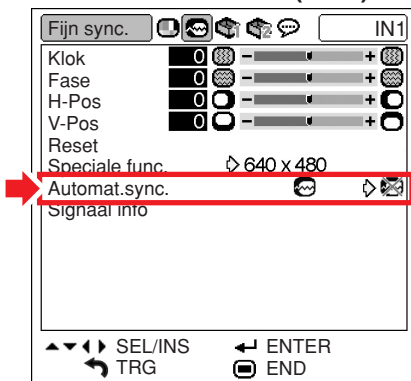 Fijn sync. IN1
Klok 0 - +
Fase 0 - +
H-Pos 0 - +
V-Pos 0 - +
Reset
Speciale func. 640 x 480
Automat.sync.
Signaal info
SEL/INS ENTER
TRG END